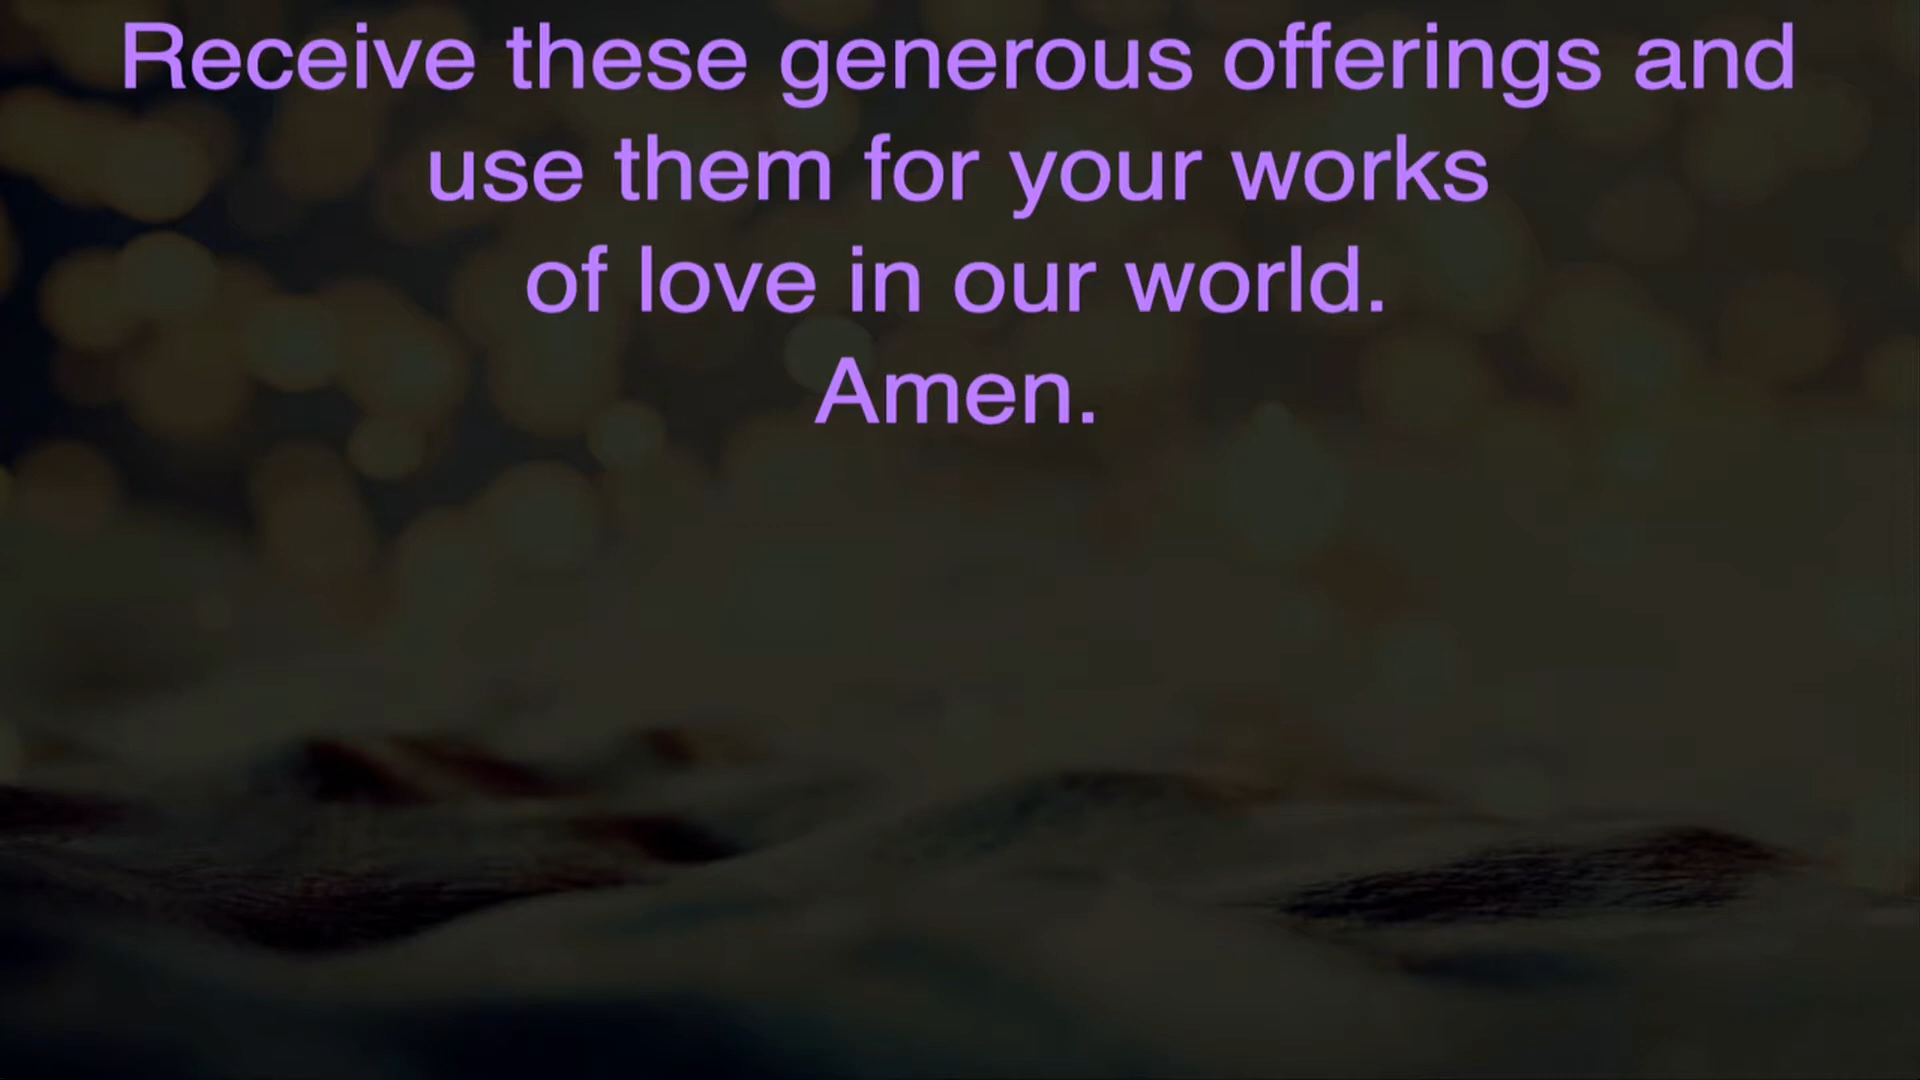 Receive these generous offerings and
use them for your works
of love in our world.
Amen.